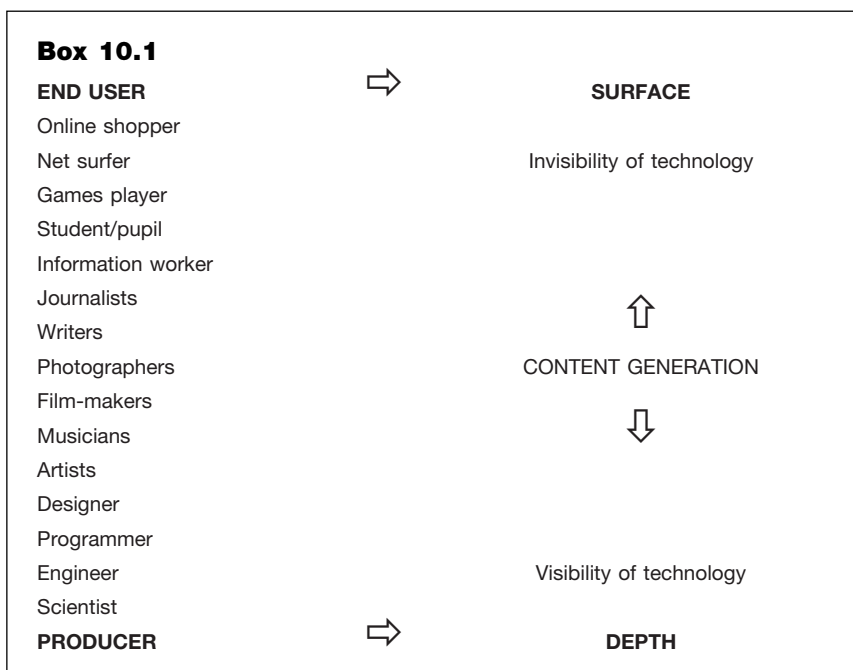 Box 10.1
END USER ⇨ SURFACE
Online shopper
Net surfer Invisibility of technology
Games player
Student/pupil
Information worker
Journalists
⇧
Writers
Photographers CONTENT GENERATION
Film-makers
⇩
Musicians
Artists
Designer
Programmer
Engineer Visibility of technology
Scientist
PRODUCER ⇨ DEPTH